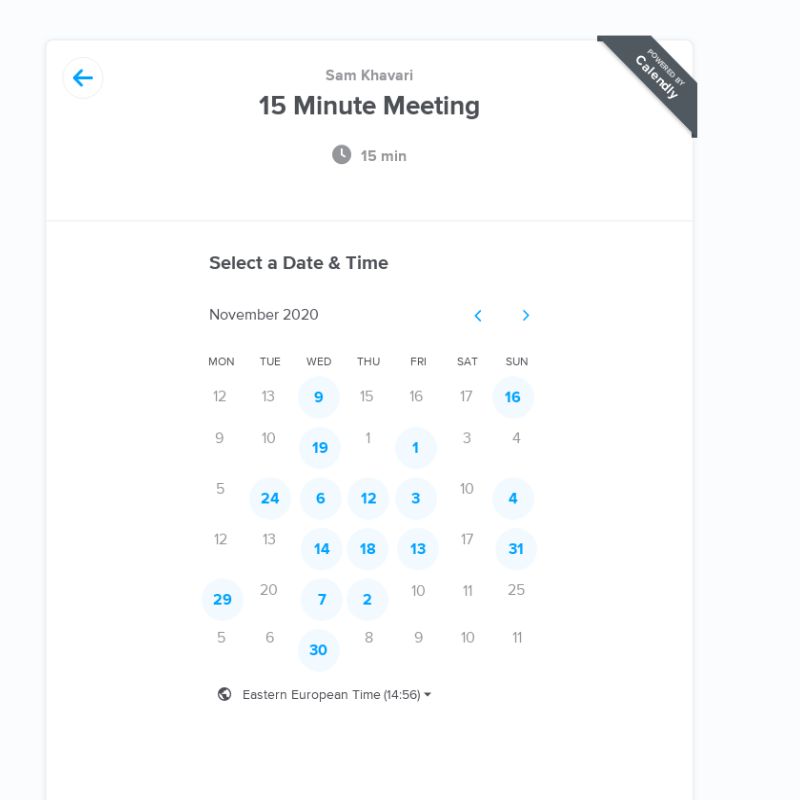 POWERED BY
Calendly
Sam Khavari
15 Minute Meeting
15 min
Select a Date & Time
November 2020
MON TUE WED THU FRI SAT SUN
12 13 9 15 16 17 16
9 10 19 1 1 3 4
5 24 6 12 3 10 4
12 13 14 18 13 17 31
29 20 7 2 10 11 25
5 6 30 8 9 10 11
Eastern European Time (14:56)